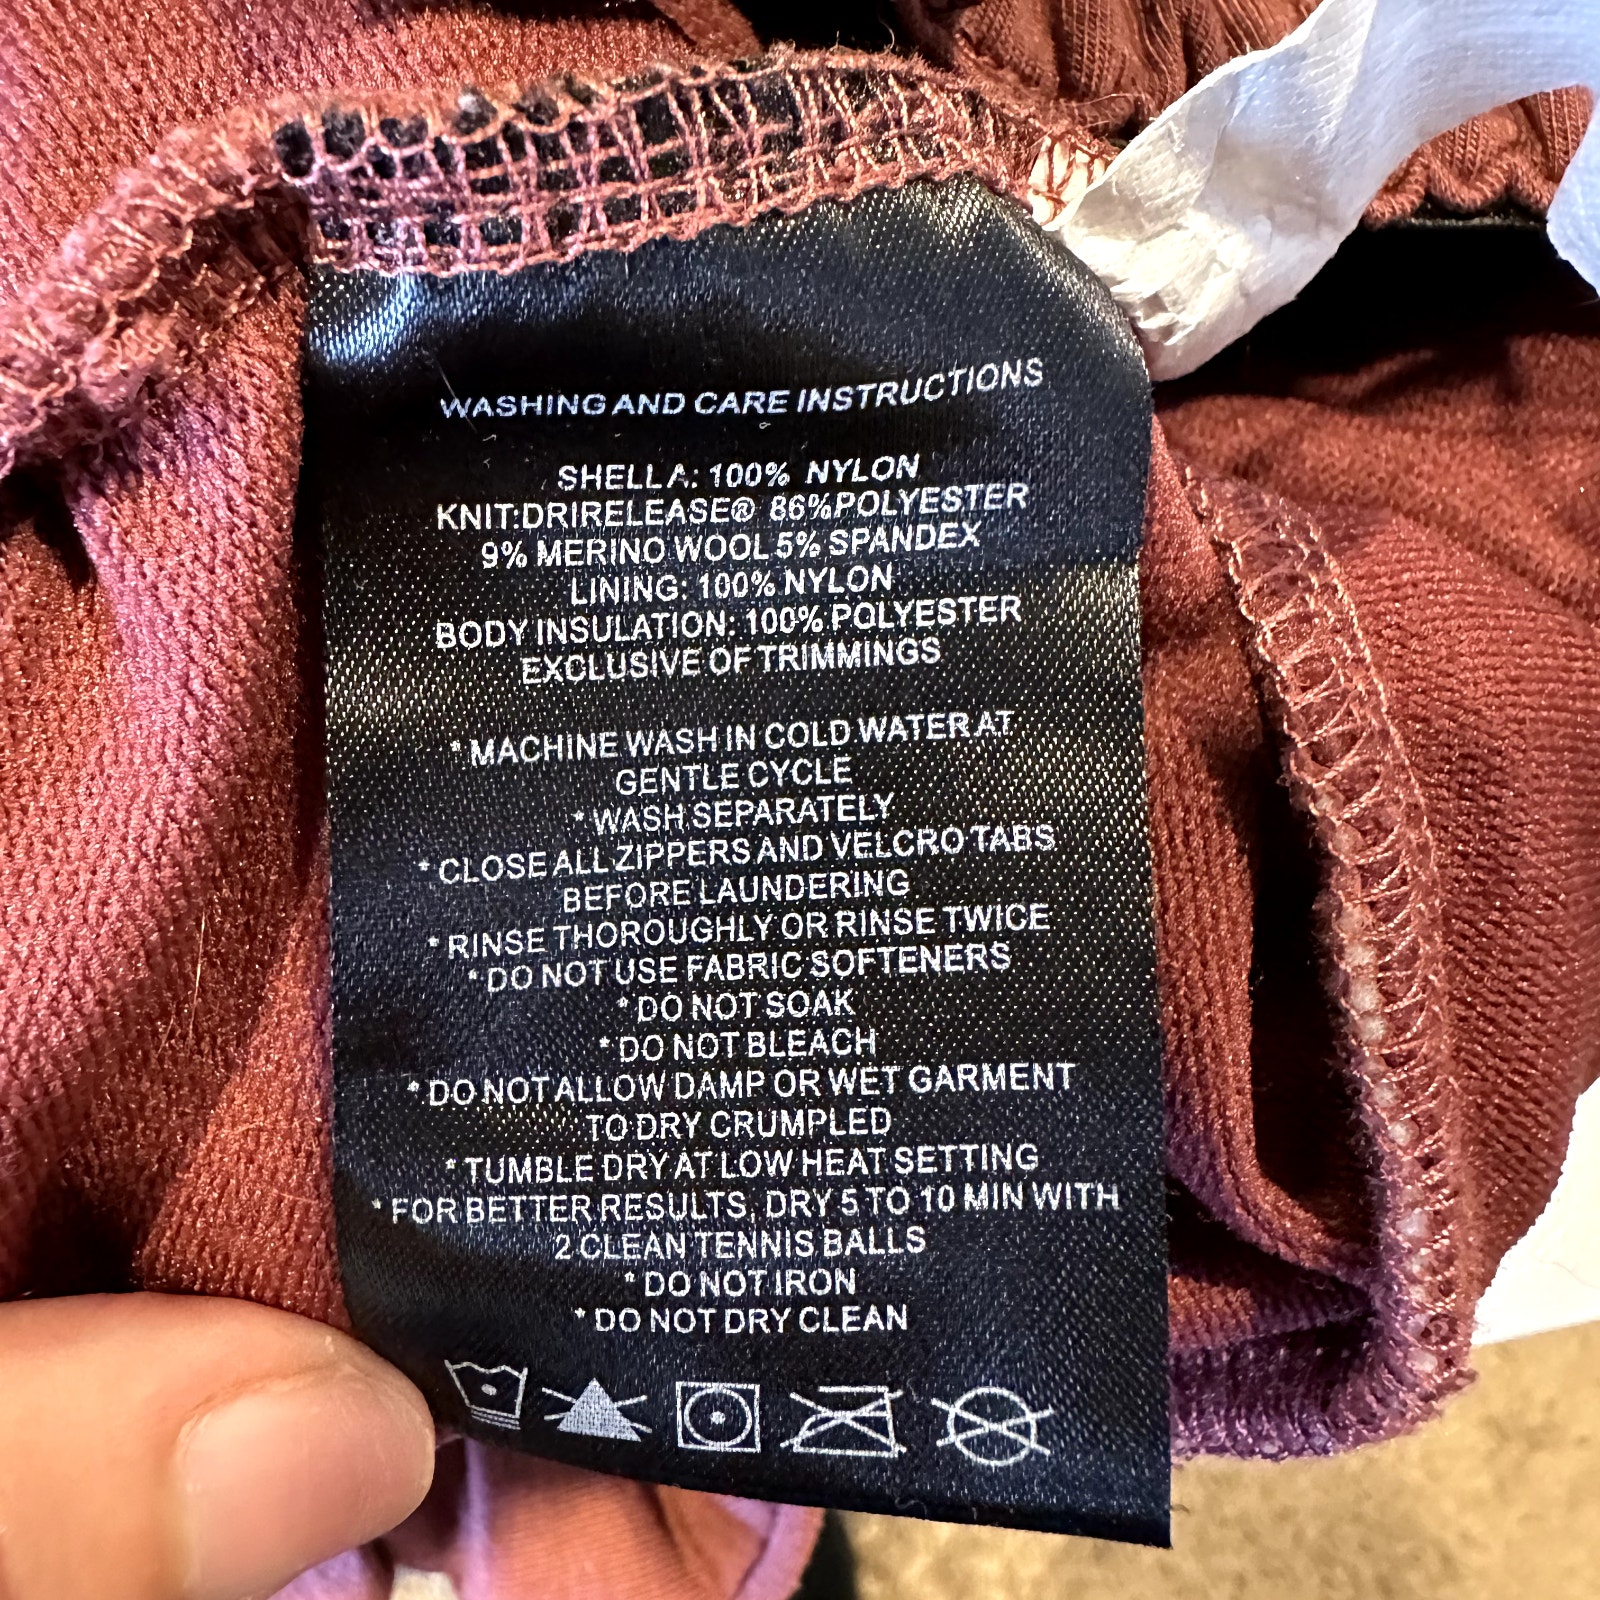 WASHING AND CARE INSTRUCTIONS
SHELL A: 100% NYLON
KNIT:DRIRELEASE® 86%POLYESTER
9% MERINO WOOL 5% SPANDEX
LINING: 100% NYLON
BODY INSULATION: 100% POLYESTER
EXCLUSIVE OF TRIMMINGS
* MACHINE WASH IN COLD WATER AT
GENTLE CYCLE
* WASH SEPARATELY
* CLOSE ALL ZIPPERS AND VELCRO TABS
BEFORE LAUNDERING
* RINSE THOROUGHLY OR RINSE TWICE
* DO NOT USE FABRIC SOFTENERS
* DO NOT SOAK
* DO NOT BLEACH
* DO NOT ALLOW DAMP OR WET GARMENT
TO DRY CRUMPLED
* TUMBLE DRY AT LOW HEAT SETTING
* FOR BETTER RESULTS, DRY 5 TO 10 MIN WITH
2 CLEAN TENNIS BALLS
* DO NOT IRON
* DO NOT DRY CLEAN